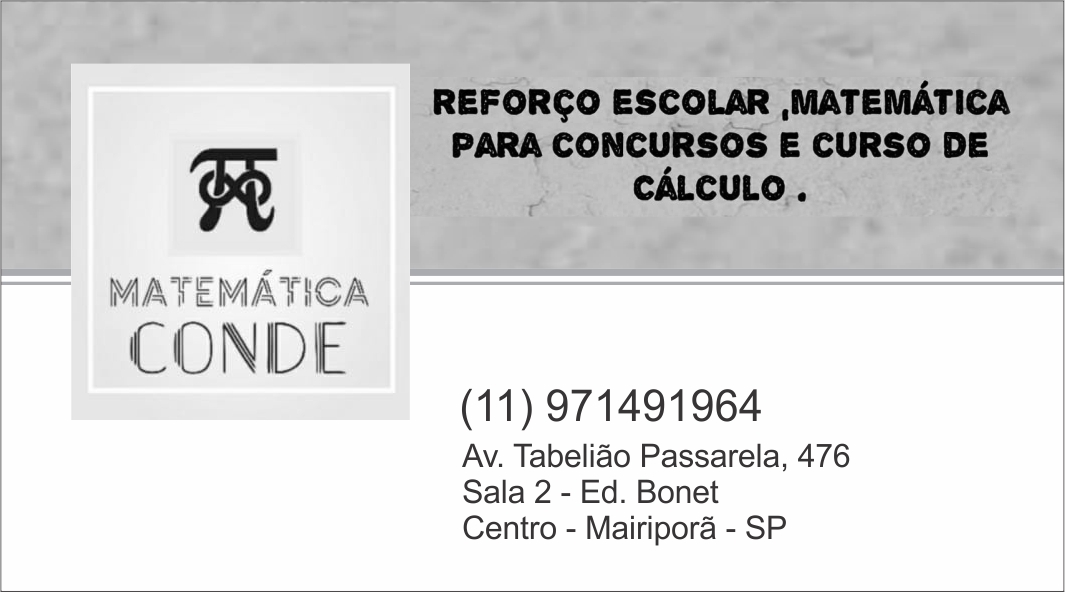 REFORÇO ESCOLAR ,MATEMÁTICA
PARA CONCURSOS E CURSO DE
CÁLCULO .
MATEMÁTICA
CONDE
(11) 971491964
Av. Tabelião Passarela, 476
Sala 2 - Ed. Bonet
Centro - Mairiporã - SP